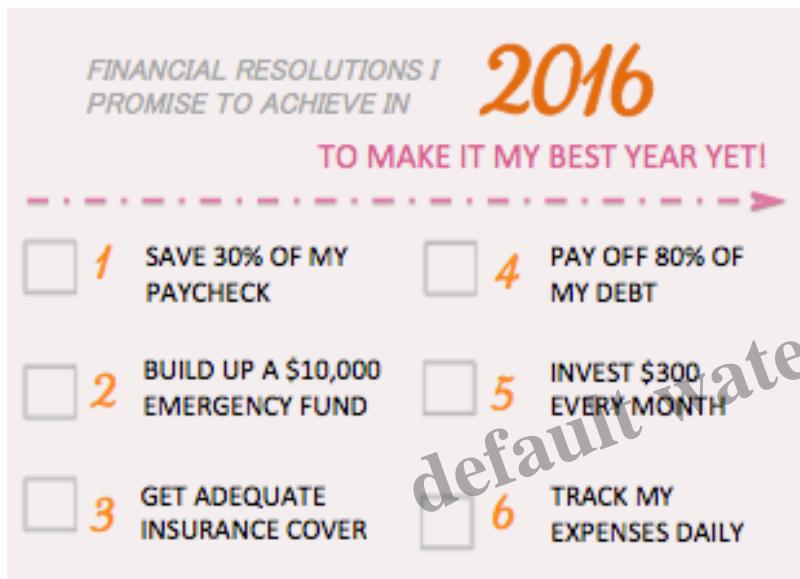 FINANCIAL RESOLUTIONS I
PROMISE TO ACHIEVE IN
2016
TO MAKE IT MY BEST YEAR YET!
1 SAVE 30% OF MY
PAYCHECK
2 BUILD UP A $10,000
EMERGENCY FUND
3 GET ADEQUATE
INSURANCE COVER
4 PAY OFF 80% OF
MY DEBT
5 INVEST $300
EVERY MONTH
6 TRACK MY
EXPENSES DAILY
default wate